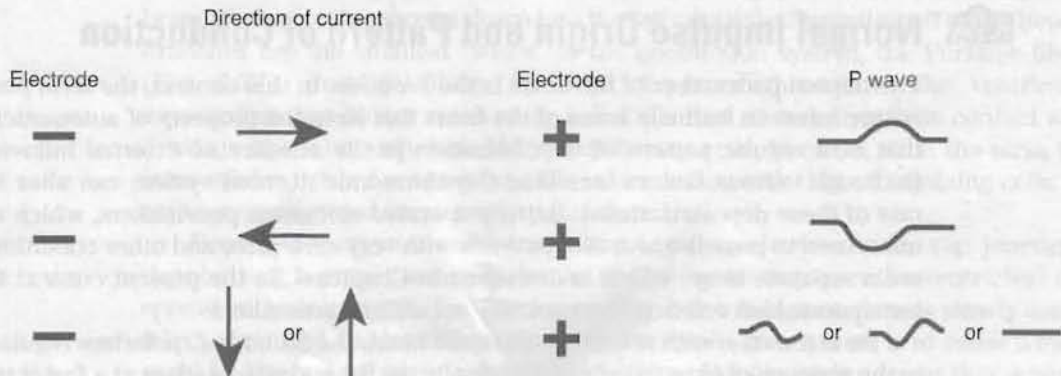 Direction of current
Electrode Electrode P wave
− +
− +
− or + or or